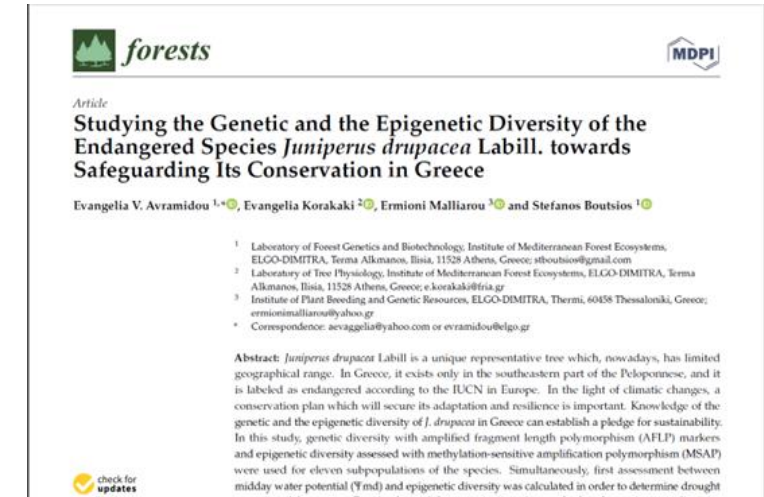 forests
MDPI
Article
Studying the Genetic and the Epigenetic Diversity of the
Endangered Species Juniperus drupacea Labill. towards
Safeguarding Its Conservation in Greece
Evangelia V. Avramidou 1,*, Evangelia Korakaki 2, Ermioni Malliarou 3 and Stefanos Boutsios 1
1 Laboratory of Forest Genetics and Biotechnology, Institute of Mediterranean Forest Ecosystems,
ELGO-DIMITRA, Terma Alkmanos, Ilisia, 11528 Athens, Greece; stboutsios@gmail.com
2 Laboratory of Tree Physiology, Institute of Mediterranean Forest Ecosystems, ELGO-DIMITRA, Terma
Alkmanos, Ilisia, 11528 Athens, Greece; e.korakaki@fria.gr
3 Institute of Plant Breeding and Genetic Resources, ELGO-DIMITRA, Thermi, 60458 Thessaloniki, Greece;
ermionimalliarou@yahoo.gr
* Correspondence: aevaggelia@yahoo.com or evramidou@elgo.gr
Abstract: Juniperus drupacea Labill is a unique representative tree which, nowadays, has limited
geographical range. In Greece, it exists only in the southeastern part of the Peloponnese, and it
is labeled as endangered according to the IUCN in Europe. In the light of climatic changes, a
conservation plan which will secure its adaptation and resilience is important. Knowledge of the
genetic and the epigenetic diversity of J. drupacea in Greece can establish a pledge for sustainability.
In this study, genetic diversity with amplified fragment length polymorphism (AFLP) markers
and epigenetic diversity assessed with methylation-sensitive amplification polymorphism (MSAP)
were used for eleven subpopulations of the species. Simultaneously, first assessment between
midday water potential (Ψmd) and epigenetic diversity was calculated in order to determine drought
check for
updates